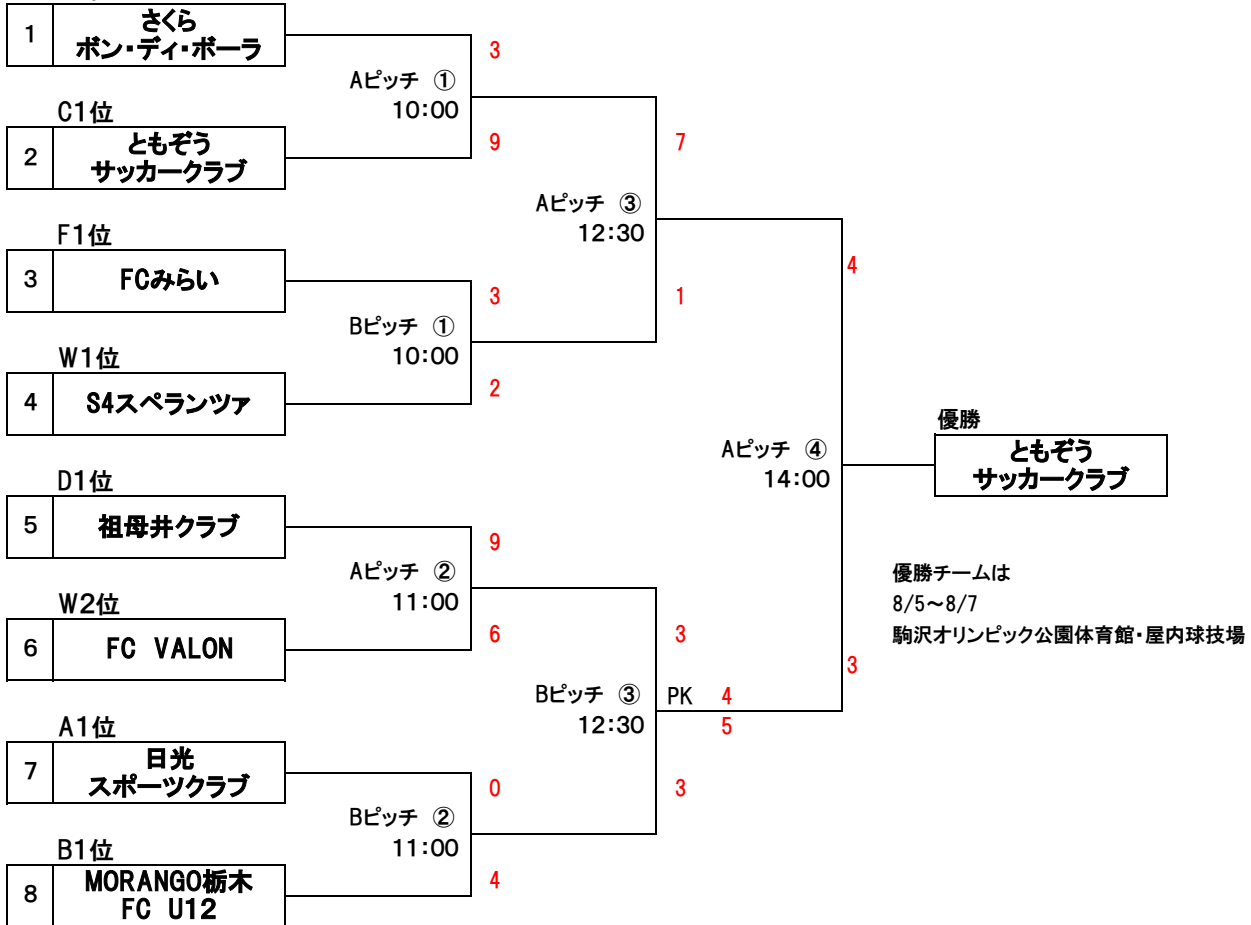 1
さくら
ボン・ディ・ボーラ
3
Aピッチ ①
10:00
C1位
2
ともぞう
サッカークラブ
9
7
Aピッチ ③
12:30
F1位
3
FCみらい
3
1
4
Bピッチ ①
10:00
W1位
4
S4スペランツァ
2
優勝
ともぞう
サッカークラブ
Aピッチ ④
14:00
D1位
5
祖母井クラブ
9
Aピッチ ②
11:00
優勝チームは
8/5～8/7
駒沢オリンピック公園体育館・屋内球技場
W2位
6
FC VALON
6
3
3
Bピッチ ③
12:30
PK 4
5
A1位
7
日光
スポーツクラブ
0
3
Bピッチ ②
11:00
B1位
8
MORANGO栃木
FC U12
4